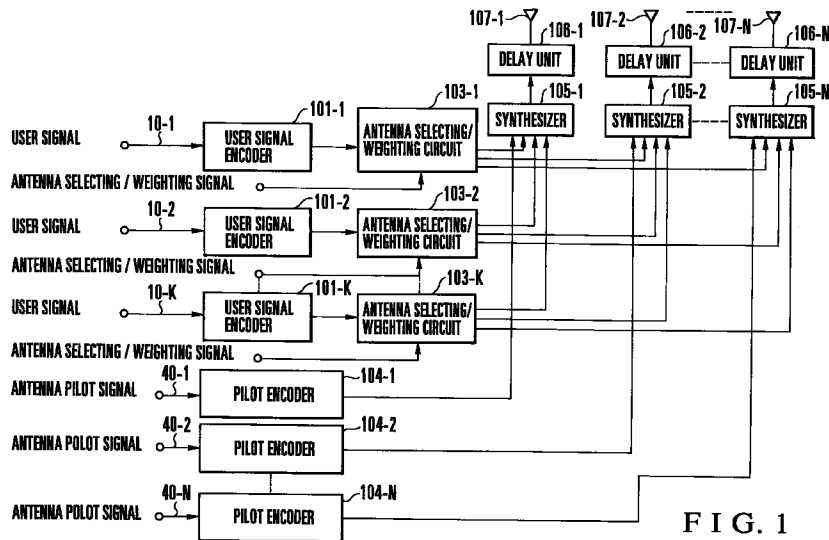 107-1
107-2
107-N
106-1
106-2
106-N
DELAY UNIT
DELAY UNIT
DELAY UNIT
103-1
105-1
105-2
105-N
101-1
SYNTHESIZER
SYNTHESIZER
SYNTHESIZER
USER SIGNAL
10-1
USER SIGNAL
ENCODER
ANTENNA SELECTING/
WEIGHTING CIRCUIT
ANTENNA SELECTING / WEIGHTING SIGNAL
101-2
103-2
USER SIGNAL
10-2
USER SIGNAL
ENCODER
ANTENNA SELECTING/
WEIGHTING CIRCUIT
ANTENNA SELECTING / WEIGHTING SIGNAL
101-K
103-K
USER SIGNAL
10-K
USER SIGNAL
ENCODER
ANTENNA SELECTING/
WEIGHTING CIRCUIT
ANTENNA SELECTING / WEIGHTING SIGNAL
104-1
ANTENNA PILOT SIGNAL
40-1
PILOT ENCODER
104-2
ANTENNA POLOT SIGNAL
40-2
PILOT ENCODER
104-N
ANTENNA POLOT SIGNAL
40-N
PILOT ENCODER
F I G. 1